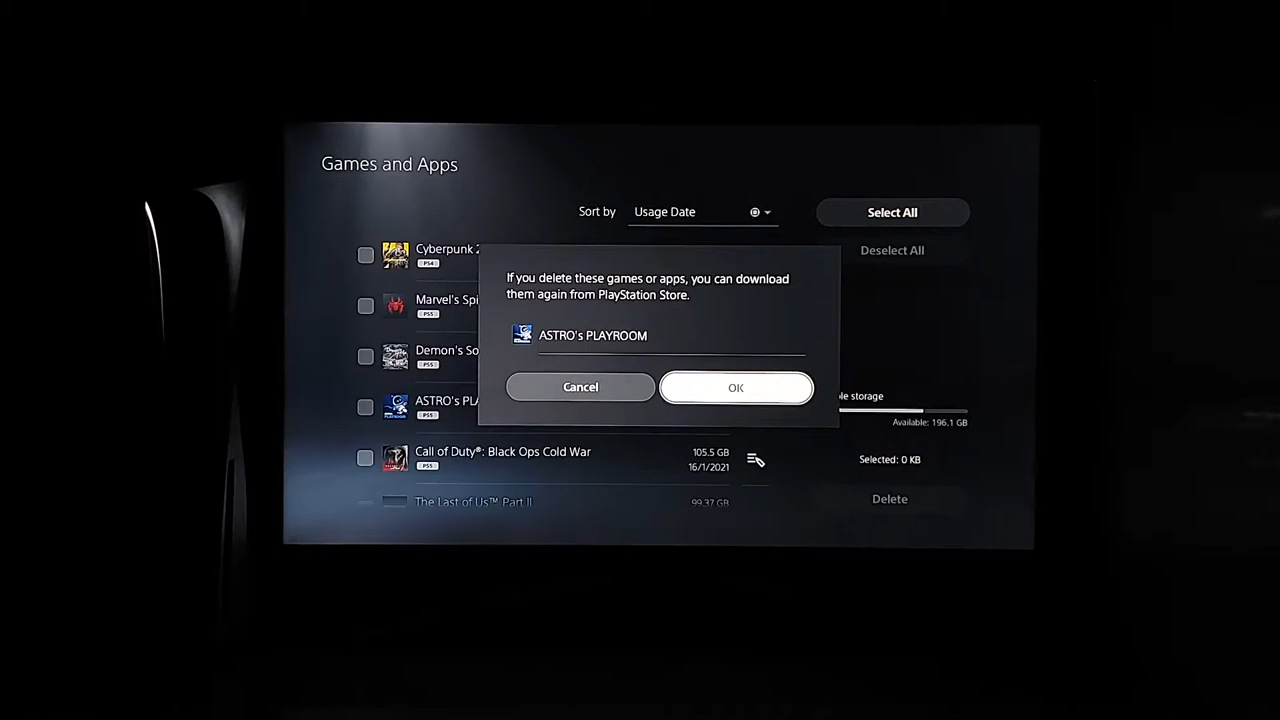 Games and Apps
Sort by Usage Date
Select All
Cyberpunk 2
PS4
Deselect All
If you delete these games or apps, you can download
them again from PlayStation Store.
Marvel's Spi
PS5
ASTRO's PLAYROOM
Demon's So
PS5
Cancel
OK
ASTRO's PLA
PS5
le storage
Available: 196.1 GB
Call of Duty®: Black Ops Cold War
PS5
105.5 GB
16/1/2021
Selected: 0 KB
The Last of Us™ Part II
99.37 GB
Delete